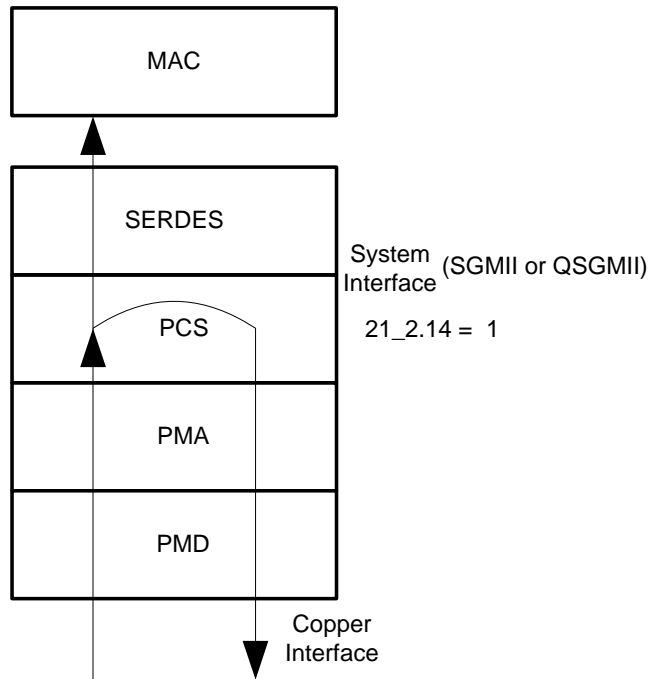 MAC
SERDES
System
Interface
(SGMII or QSGMII)
PCS
21_2.14 = 1
PMA
PMD
Copper
Interface